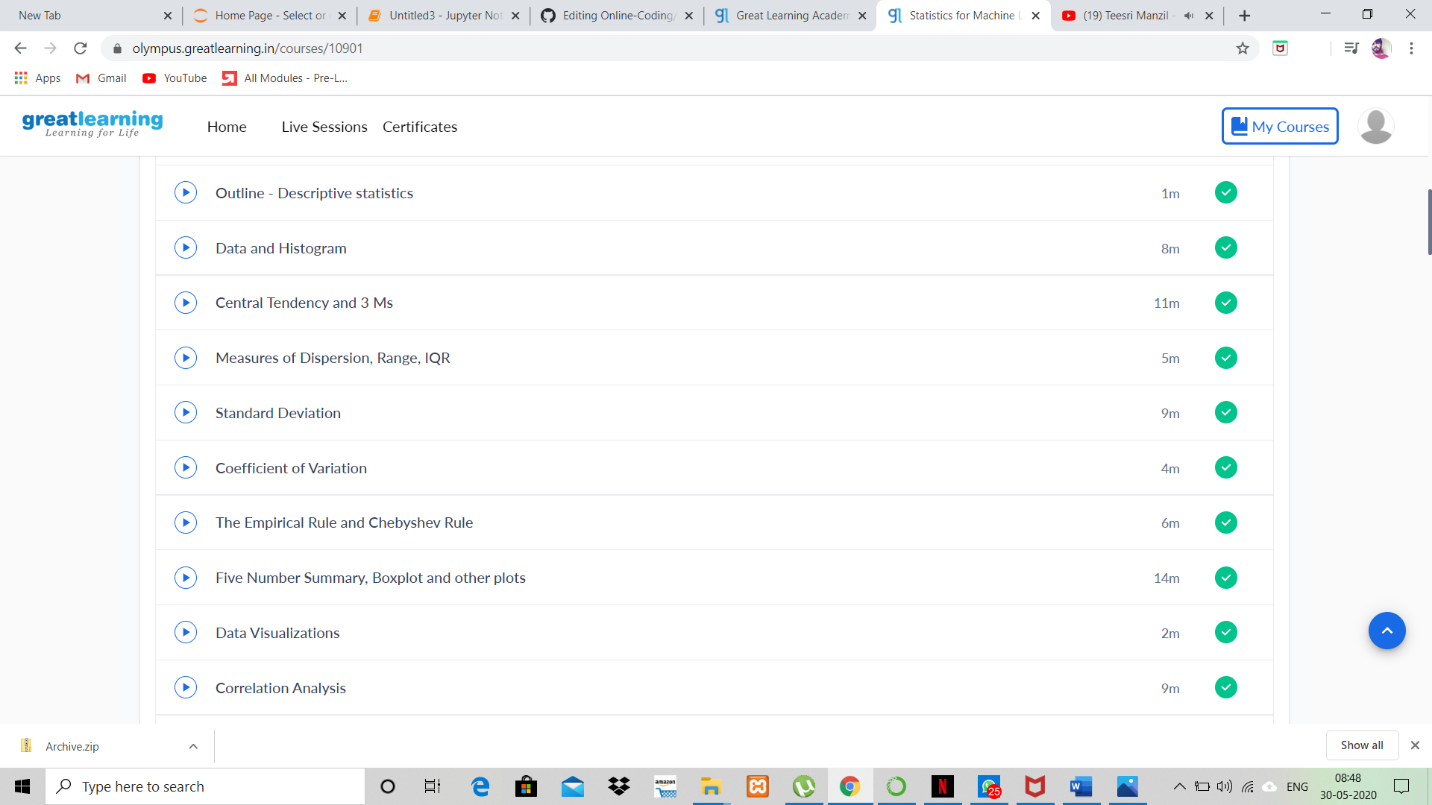 New Tab
Home Page - Select or
Untitled3 - Jupyter Not
Editing Online-Coding/
Great Learning Academ
Statistics for Machine L
(19) Teesri Manzil -
olympus.greatlearning.in/courses/10901
Apps
Gmail
YouTube
All Modules - Pre-L...
greatlearning
Learning for Life
Home
Live Sessions
Certificates
My Courses
Outline - Descriptive statistics 1m
Data and Histogram 8m
Central Tendency and 3 Ms 11m
Measures of Dispersion, Range, IQR 5m
Standard Deviation 9m
Coefficient of Variation 4m
The Empirical Rule and Chebyshev Rule 6m
Five Number Summary, Boxplot and other plots 14m
Data Visualizations 2m
Correlation Analysis 9m
Archive.zip
Show all
Type here to search
amazon
25
ENG
08:48
30-05-2020